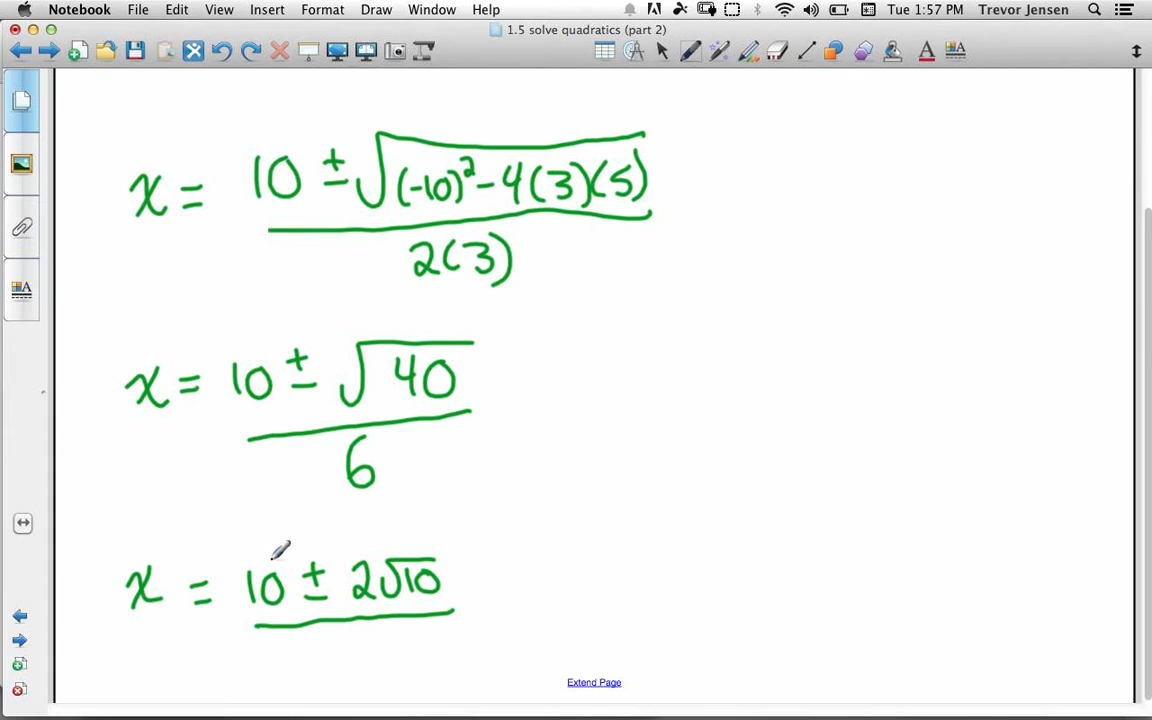 Notebook File Edit View Insert Format Draw Window Help Tue 1:57 PM Trevor Jensen
1.5 solve quadratics (part 2)
x = 10 ± √(-10)² - 4(3)(5)
2(3)
x = 10 ± √40
6
x = 10 ± 2√10
Extend Page